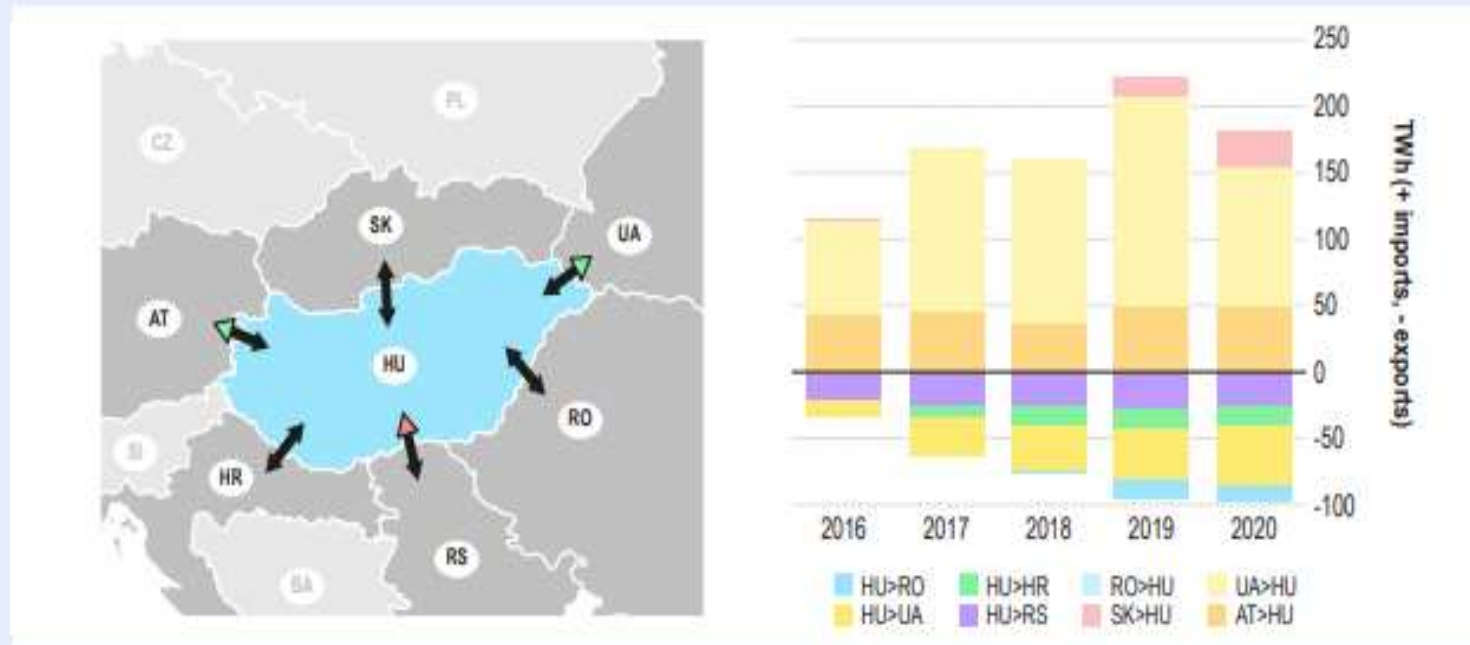 PL
CZ
SK
UA
AT
HU
RO
SI
HR
RS
BA
250
200
150
100
50
0
-50
-100
TWh (+ imports, - exports)
2016 2017 2018 2019 2020
HU>RO HU>HR RO>HU UA>HU
HU>UA HU>RS SK>HU AT>HU